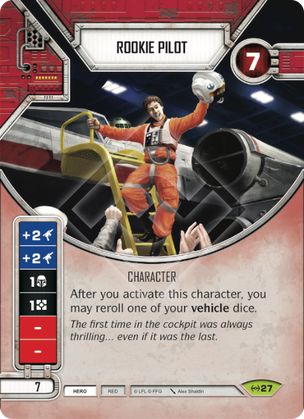 ROOKIE PILOT
7
+2
+2
1
1
-
-
CHARACTER
After you activate this character, you
may reroll one of your vehicle dice.
The first time in the cockpit was always
thrilling... even if it was the last.
7
HERO
RED
© LFL © FFG
Alex Shaldin
27